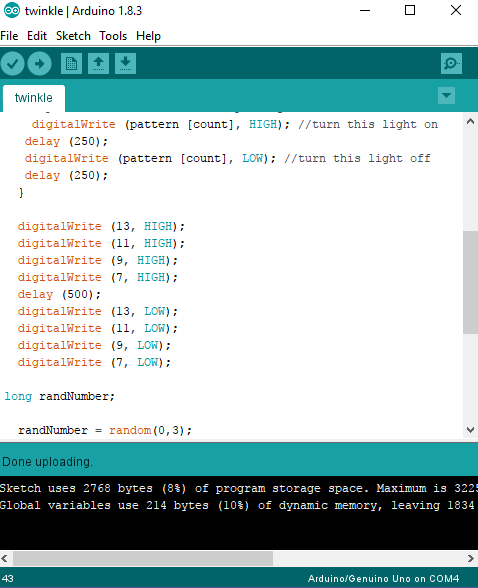 twinkle | Arduino 1.8.3
File Edit Sketch Tools Help
twinkle
digitalWrite (pattern [count], HIGH); //turn this light on
delay (250);
digitalWrite (pattern [count], LOW); //turn this light off
delay (250);
}
digitalWrite (13, HIGH);
digitalWrite (11, HIGH);
digitalWrite (9, HIGH);
digitalWrite (7, HIGH);
delay (500);
digitalWrite (13, LOW);
digitalWrite (11, LOW);
digitalWrite (9, LOW);
digitalWrite (7, LOW);
long randNumber;
randNumber = random(0,3);
Done uploading.
Sketch uses 2768 bytes (8%) of program storage space. Maximum is 3225
Global variables use 214 bytes (10%) of dynamic memory, leaving 1834
43 Arduino/Genuino Uno on COM4